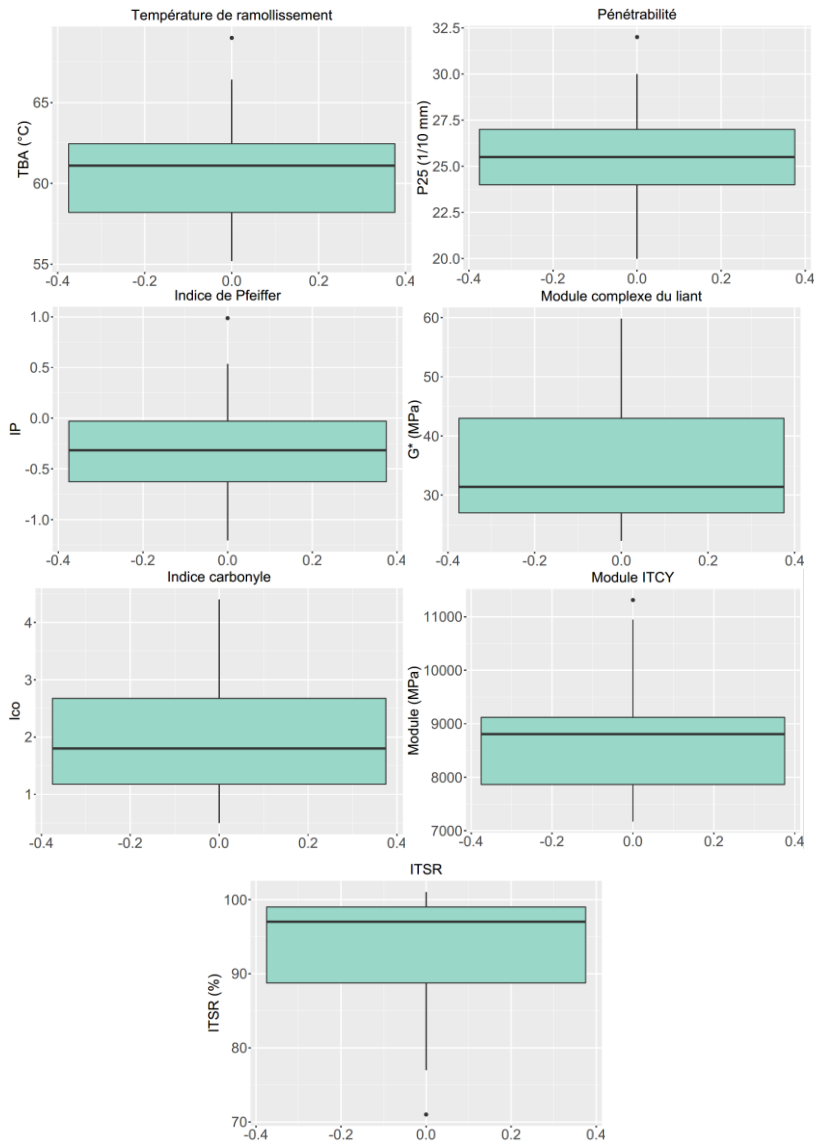 Température de ramollissement
TBA (°C)
65
60
55
-0.4 -0.2 0.0 0.2 0.4
Pénétrabilité
P25 (1/10 mm)
32.5
30.0
27.5
25.0
22.5
20.0
-0.4 -0.2 0.0 0.2 0.4
Indice de Pfeiffer
IP
1.0
0.5
0.0
-0.5
-1.0
-0.4 -0.2 0.0 0.2 0.4
Module complexe du liant
G* (MPa)
60
50
40
30
-0.4 -0.2 0.0 0.2 0.4
Indice carbonyle
Ico
4
3
2
1
-0.4 -0.2 0.0 0.2 0.4
Module ITCY
Module (MPa)
11000
10000
9000
8000
7000
-0.4 -0.2 0.0 0.2 0.4
ITSR
ITSR (%)
100
90
80
70
-0.4 -0.2 0.0 0.2 0.4